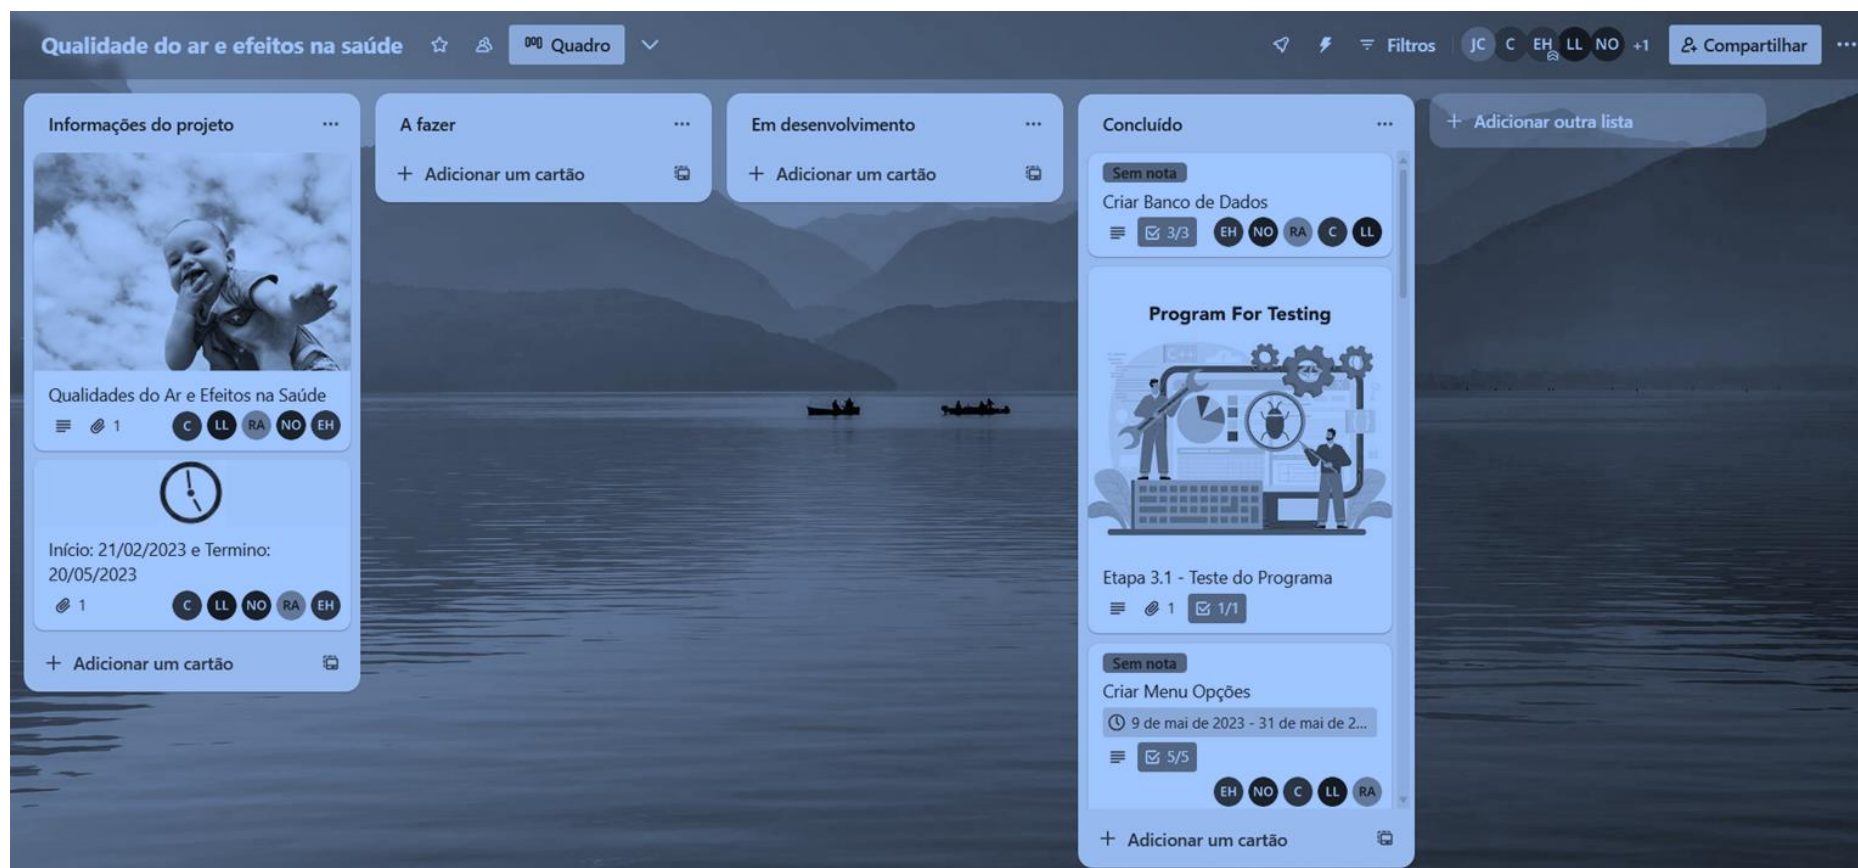 Qualidade do ar e efeitos na saúde
Quadro
Filtros
JC C EH LL NO +1
Compartilhar
Informações do projeto
Qualidades do Ar e Efeitos na Saúde
1
C LL RA NO EH
Início: 21/02/2023 e Termino:
20/05/2023
1
C LL NO RA EH
+ Adicionar um cartão
A fazer
+ Adicionar um cartão
Em desenvolvimento
+ Adicionar um cartão
Concluído
Sem nota
Criar Banco de Dados
3/3
EH NO RA C LL
Program For Testing
C++
Etapa 3.1 - Teste do Programa
1 1/1
Sem nota
Criar Menu Opções
9 de mai de 2023 - 31 de mai de 2...
5/5
EH NO C LL RA
+ Adicionar um cartão
+ Adicionar outra lista